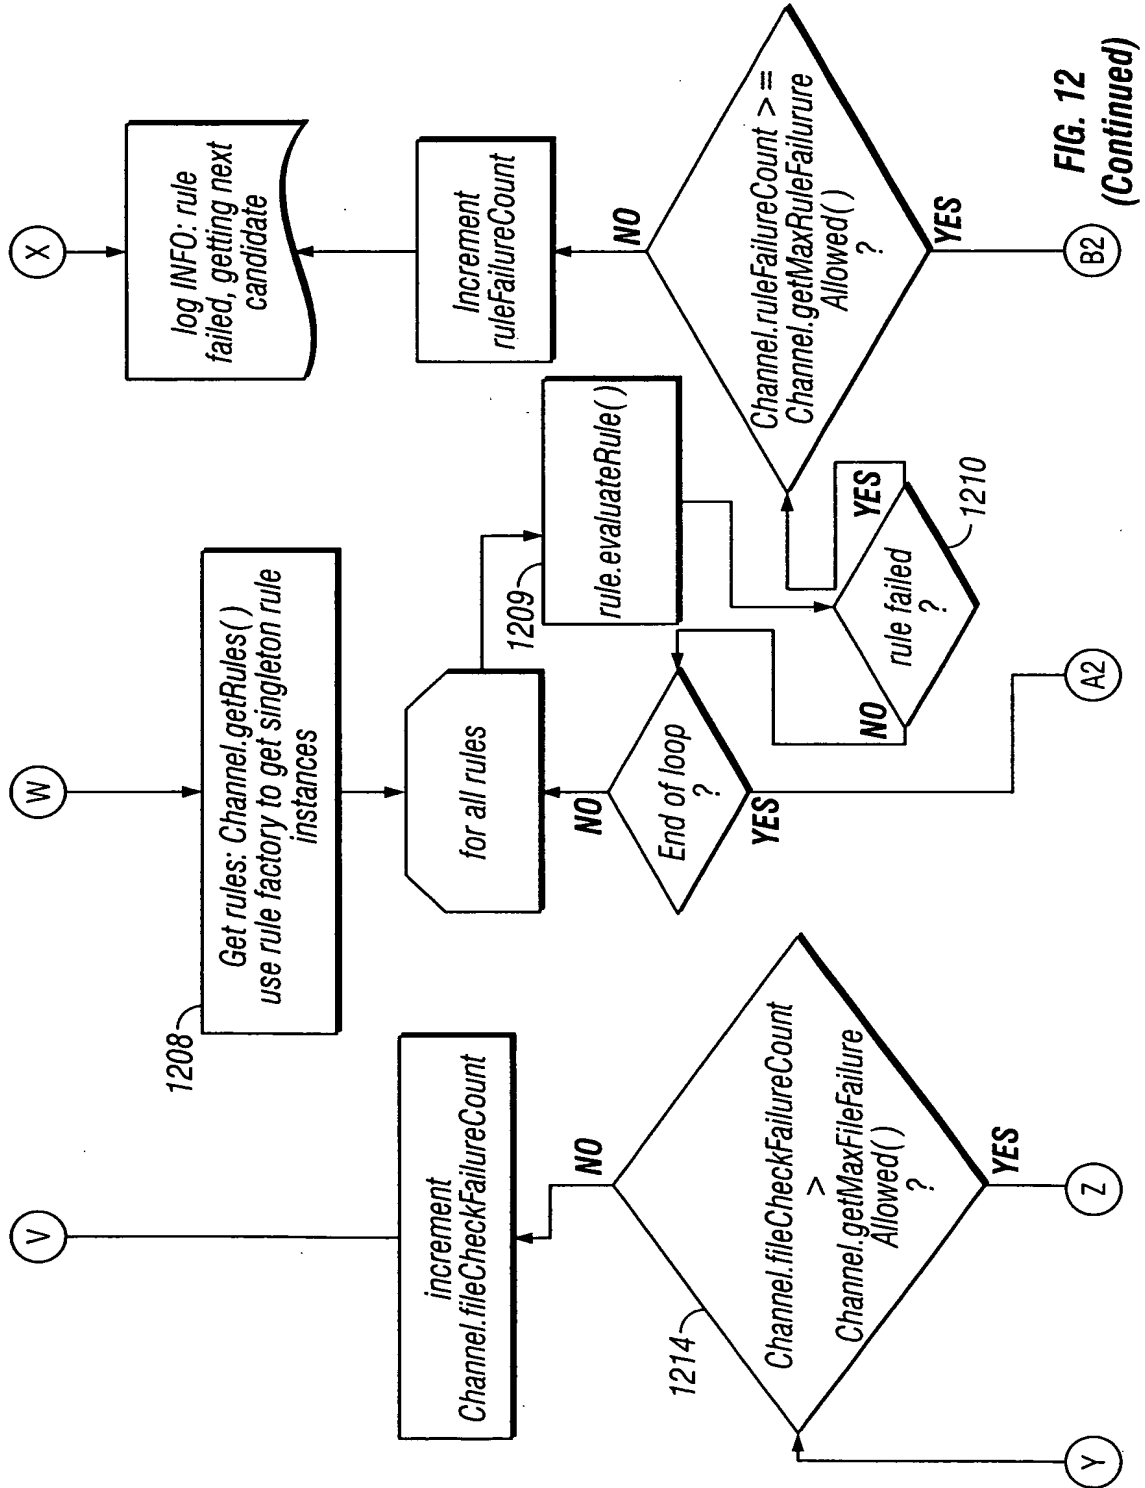 V
increment
Channel.fileCheckFailureCount
NO
Channel.fileCheckFailureCount
>
Channel.getMaxFileFailure
Allowed( )
?
1214
YES
Y
Z
W
1208
Get rules: Channel.getRules( )
use rule factory to get singleton rule
instances
for all rules
NO
End of loop
?
YES
1209
rule.evaluateRule( )
rule failed
?
NO
YES
1210
A2
X
log INFO: rule
failed, getting next
candidate
Increment
ruleFailureCount
NO
Channel.ruleFailureCount > =
Channel.getMaxRuleFailurure
Allowed( )
?
YES
B2
FIG. 12
(Continued)